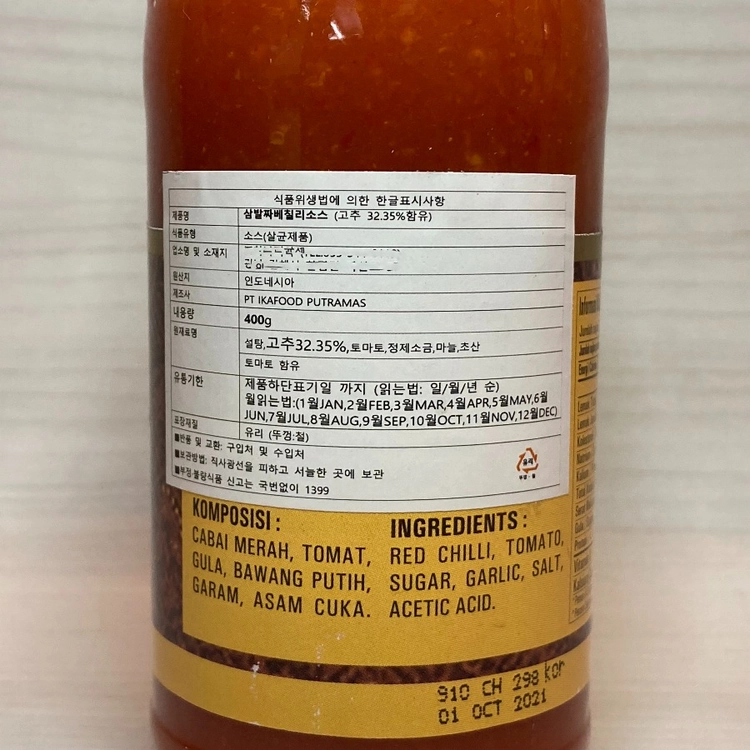 식품위생법에 의한 한글표시사항
제품명 삼발짜베칠리소스 (고추 32.35%함유)
식품유형 소스(살균제품)
업소명 및 소재지
원산지 인도네시아
제조사 PT IKAFOOD PUTRAMAS
내용량 400g
원재료명 설탕,고추32.35%,토마토,정제소금,마늘,초산
토마토 함유
유통기한 제품하단표기일 까지 (읽는법: 일/월/년 순)
월읽는법:(1월JAN,2월FEB,3월MAR,4월APR,5월MAY,6월
JUN,7월JUL,8월AUG,9월SEP,10월OCT,11월NOV,12월DEC)
포장재질 유리 (뚜껑:철)
■반품 및 교환: 구입처 및 수입처
■보관방법: 직사광선을 피하고 서늘한 곳에 보관
■부정·불량식품 신고는 국번없이 1399
유리
KOMPOSISI :
CABAI MERAH, TOMAT,
GULA, BAWANG PUTIH,
GARAM, ASAM CUKA.
INGREDIENTS :
RED CHILLI, TOMATO,
SUGAR, GARLIC, SALT,
ACETIC ACID.
910 CH 298 kor
01 OCT 2021